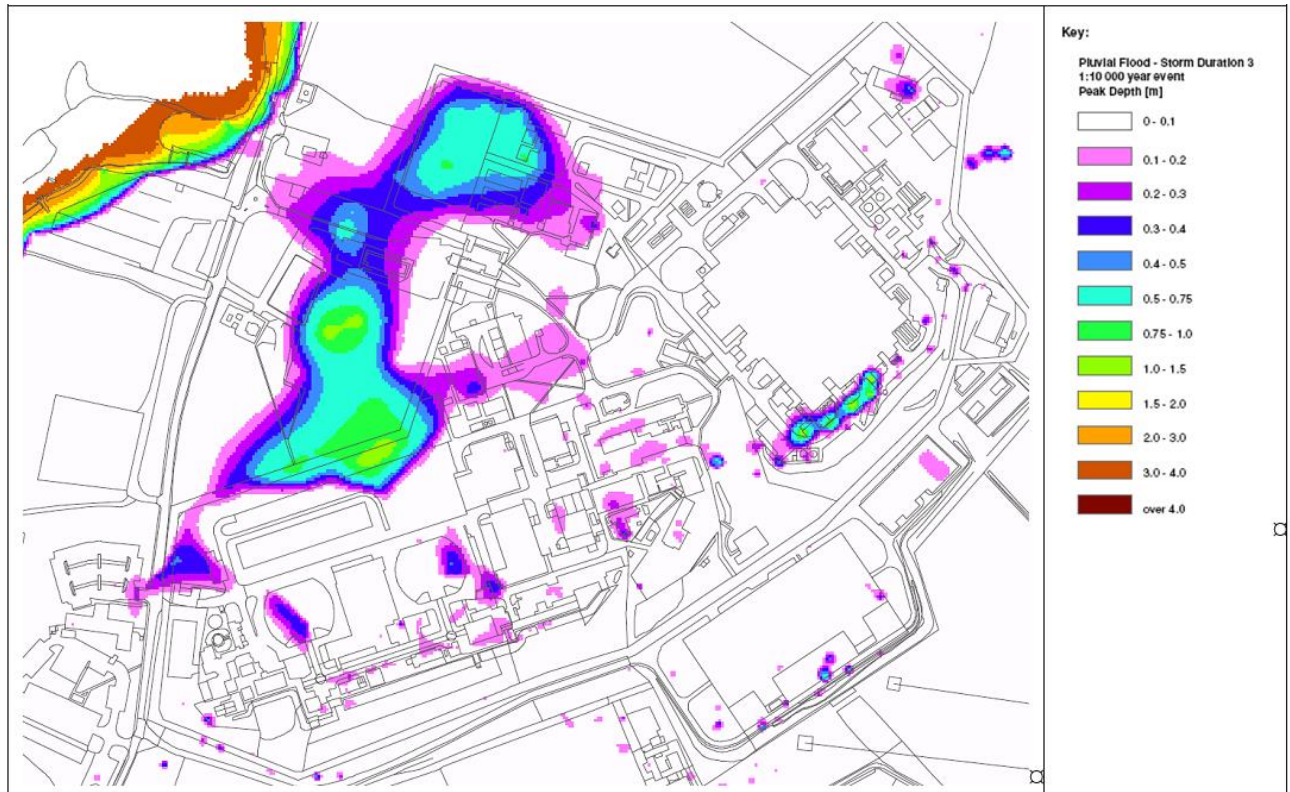 Key:
Pluvial Flood - Storm Duration 3
1:10 000 year event
Peak Depth [m]
0 - 0.1
0.1 - 0.2
0.2 - 0.3
0.3 - 0.4
0.4 - 0.5
0.5 - 0.75
0.75 - 1.0
1.0 - 1.5
1.5 - 2.0
2.0 - 3.0
3.0 - 4.0
over 4.0